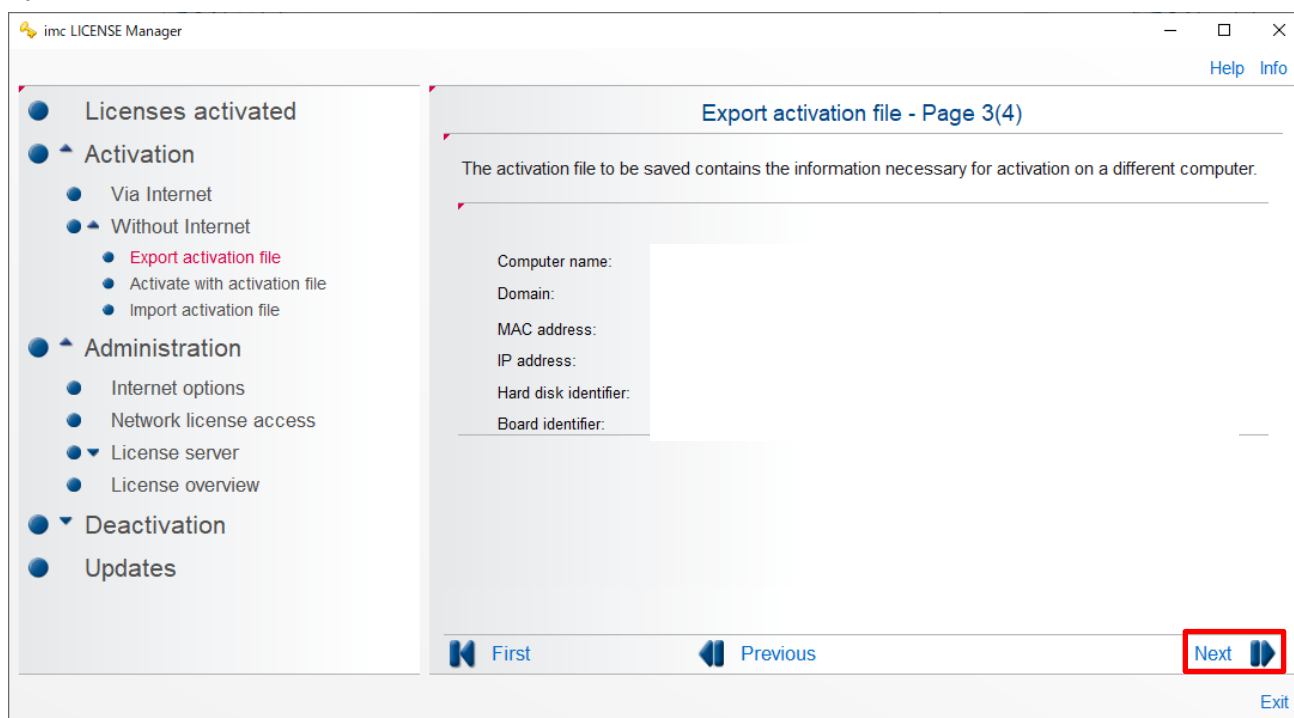 imc LICENSE Manager
Help Info
Licenses activated
Activation
Via Internet
Without Internet
Export activation file
Activate with activation file
Import activation file
Administration
Internet options
Network license access
License server
License overview
Deactivation
Updates
Export activation file - Page 3(4)
The activation file to be saved contains the information necessary for activation on a different computer.
Computer name:
Domain:
MAC address:
IP address:
Hard disk identifier:
Board identifier:
First
Previous
Next
Exit